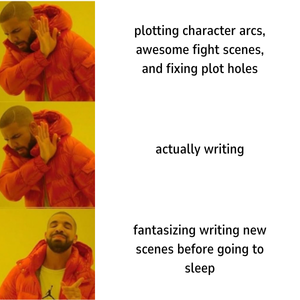 plotting character arcs,
awesome fight scenes,
and fixing plot holes
actually writing
fantasizing writing new
scenes before going to
sleep